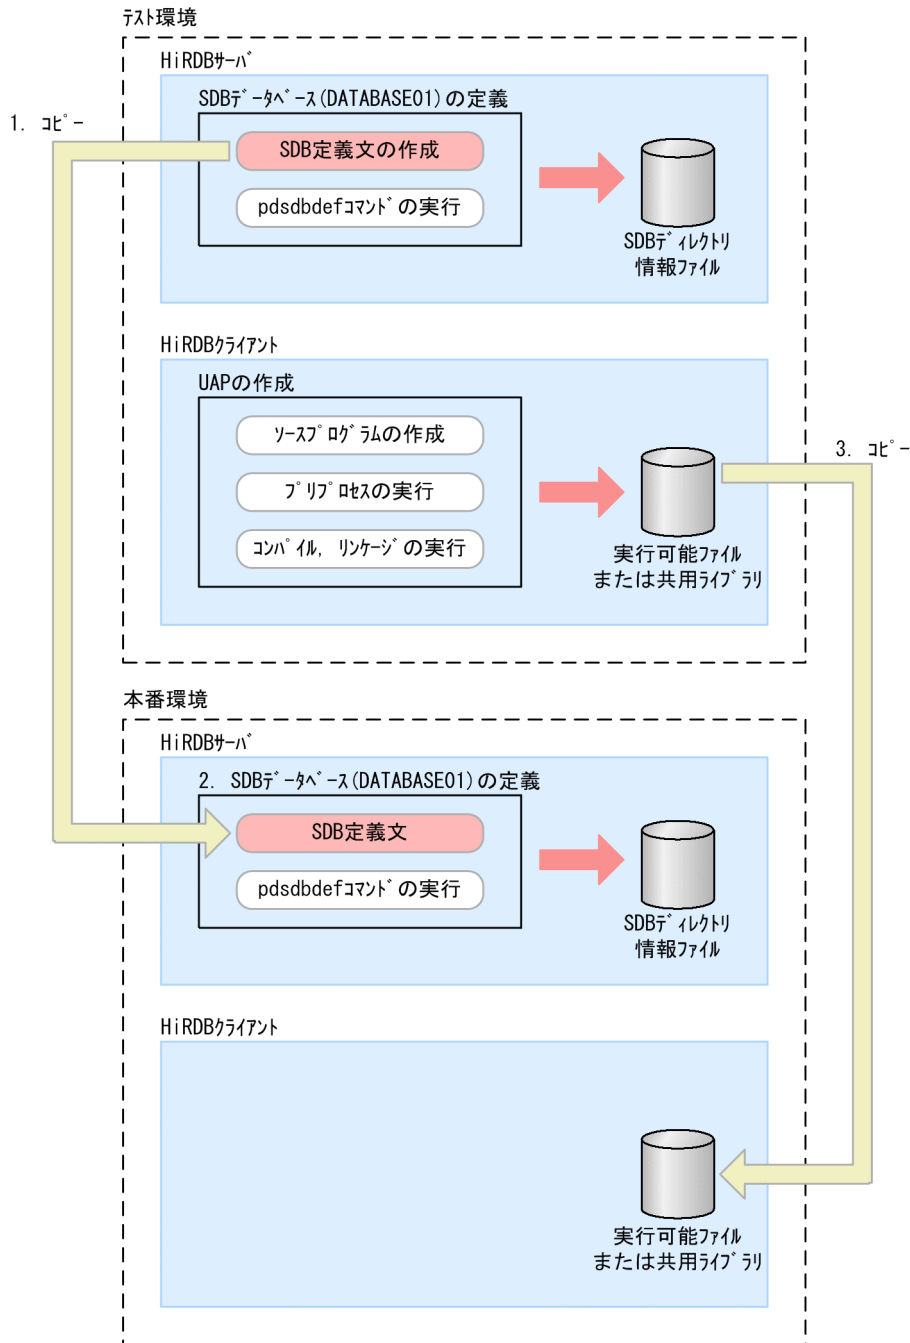 ﾃｽﾄ環境
HiRDBｻｰﾊﾞ
SDBﾃﾞｰﾀﾍﾞｰｽ(DATABASE01)の定義
1. ｺﾋﾟｰ
SDB定義文の作成
pdsdbdefｺﾏﾝﾄﾞの実行
SDBﾃﾞｨﾚｸﾄﾘ
情報ﾌｧｲﾙ
HiRDBｸﾗｲｱﾝﾄ
UAPの作成
ｿｰｽﾌﾟﾛｸﾞﾗﾑの作成
3. ｺﾋﾟｰ
ﾌﾟﾘﾌﾟﾛｾｽの実行
ｺﾝﾊﾟｲﾙ, ﾘﾝｹｰｼﾞの実行
実行可能ﾌｧｲﾙ
または共用ﾗｲﾌﾞﾗﾘ
本番環境
HiRDBｻｰﾊﾞ
2. SDBﾃﾞｰﾀﾍﾞｰｽ(DATABASE01)の定義
SDB定義文
pdsdbdefｺﾏﾝﾄﾞの実行
SDBﾃﾞｨﾚｸﾄﾘ
情報ﾌｧｲﾙ
HiRDBｸﾗｲｱﾝﾄ
実行可能ﾌｧｲﾙ
または共用ﾗｲﾌﾞﾗﾘ